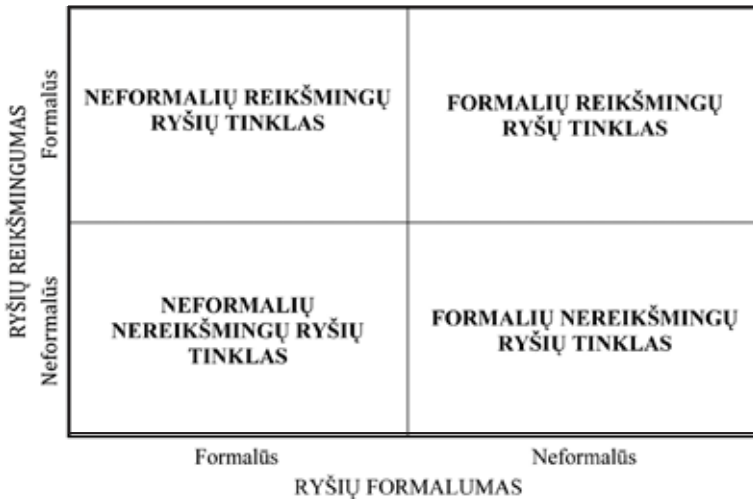 RYŠIŲ REIKŠMINGUMAS
Formalūs
NEFORMALIŲ REIKŠMINGŲ
RYŠIŲ TINKLAS
FORMALIŲ REIKŠMINGŲ
RYŠŲ TINKLAS
Neformalūs
NEFORMALIŲ
NEREIKŠMINGŲ RYŠIŲ
TINKLAS
FORMALIŲ NEREIKŠMINGŲ
RYŠIŲ TINKLAS
Formalūs
Neformalūs
RYŠIŲ FORMALUMAS